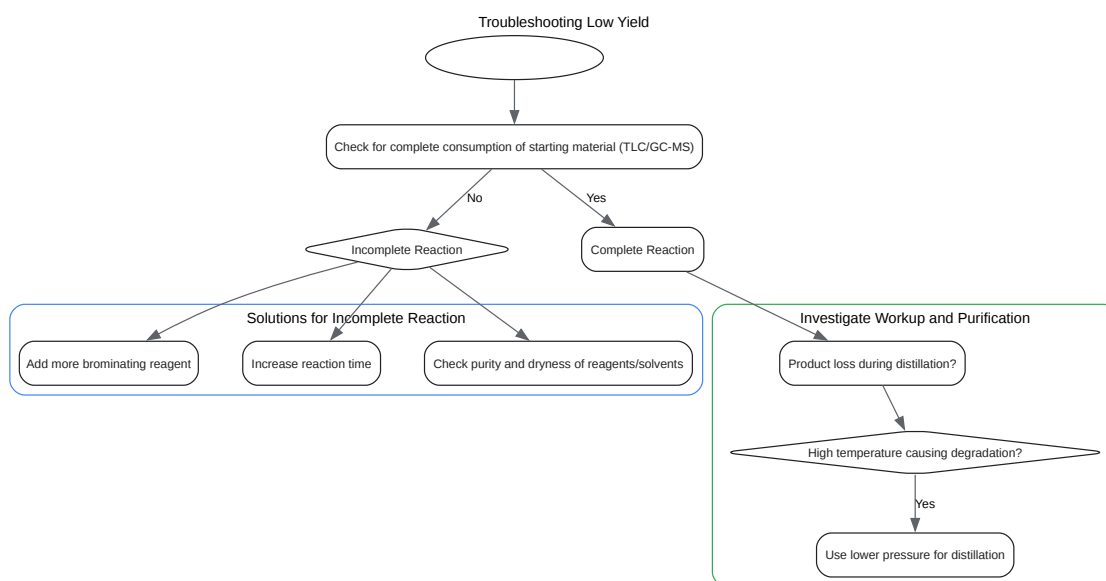 Troubleshooting Low Yield
Check for complete consumption of starting material (TLC/GC-MS)
No
Yes
Incomplete Reaction
Complete Reaction
Solutions for Incomplete Reaction
Add more brominating reagent
Increase reaction time
Check purity and dryness of reagents/solvents
Investigate Workup and Purification
Product loss during distillation?
High temperature causing degradation?
Yes
Use lower pressure for distillation